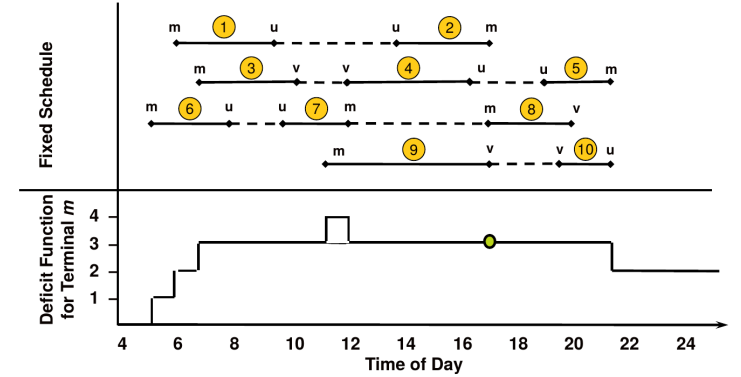 m 1 u u 2 m
m 3 v v 4 u u 5 m
m 6 u u 7 m m 8 v
m 9 v v 10 u
Fixed Schedule
Deficit Function
for Terminal m
4
3
2
1
4 6 8 10 12 14 16 18 20 22 24
Time of Day